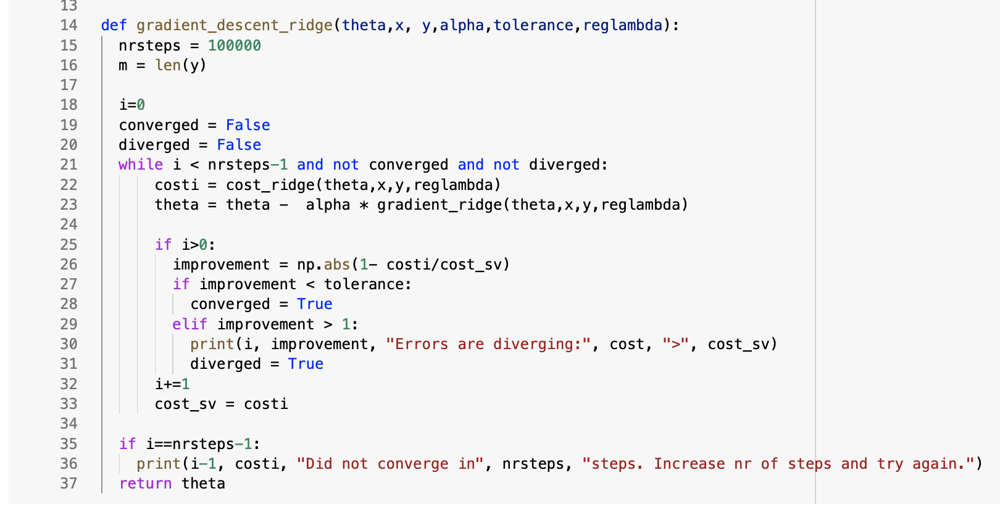 13
14 def gradient_descent_ridge(theta,x, y,alpha,tolerance,reglambda):
15   nrsteps = 100000
16   m = len(y)
17
18   i=0
19   converged = False
20   diverged = False
21   while i < nrsteps-1 and not converged and not diverged:
22       costi = cost_ridge(theta,x,y,reglambda)
23       theta = theta -  alpha * gradient_ridge(theta,x,y,reglambda)
24
25       if i>0:
26         improvement = np.abs(1- costi/cost_sv)
27         if improvement < tolerance:
28           converged = True
29         elif improvement > 1:
30           print(i, improvement, "Errors are diverging:", cost, ">", cost_sv)
31           diverged = True
32       i+=1
33       cost_sv = costi
34
35   if i==nrsteps-1:
36     print(i-1, costi, "Did not converge in", nrsteps, "steps. Increase nr of steps and try again.")
37   return theta